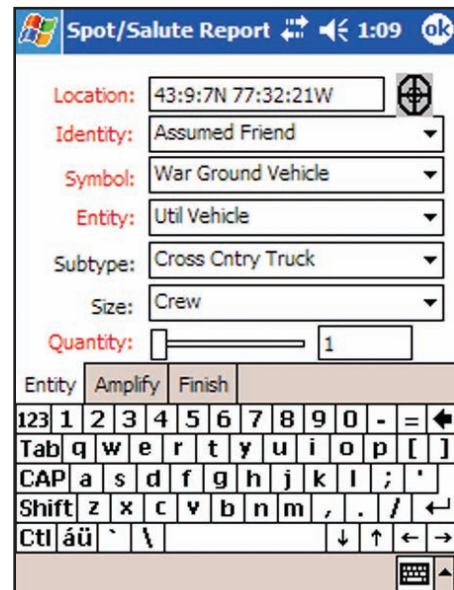 Spot/Salute Report 1:09 ok
Location: 43:9:7N 77:32:21W
Identity: Assumed Friend
Symbol: War Ground Vehicle
Entity: Util Vehicle
Subtype: Cross Cntry Truck
Size: Crew
Quantity: 1
Entity Amplify Finish
123 1 2 3 4 5 6 7 8 9 0 - =
Tab q w e r t y u i o p [ ]
CAP a s d f g h j k l ; '
Shift z x c v b n m , . /
Ctl áü ` \